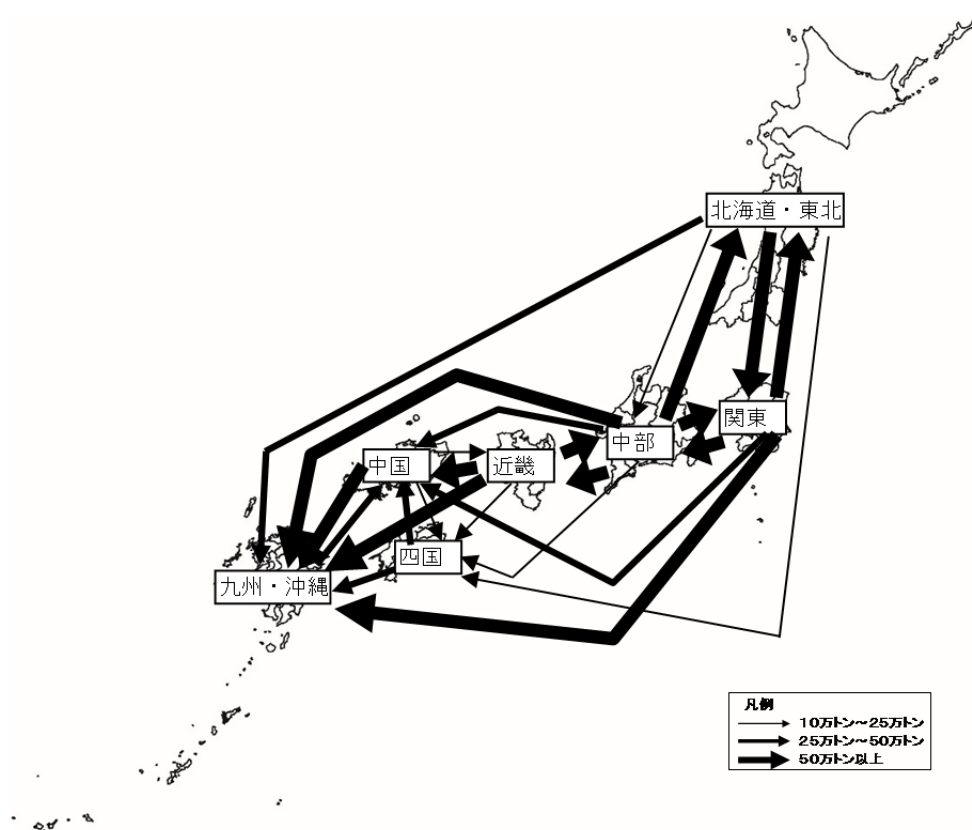 北海道・東北
関東
中部
中国
近畿
四国
九州・沖縄
凡例
10万トン～25万トン
25万トン～50万トン
50万トン以上